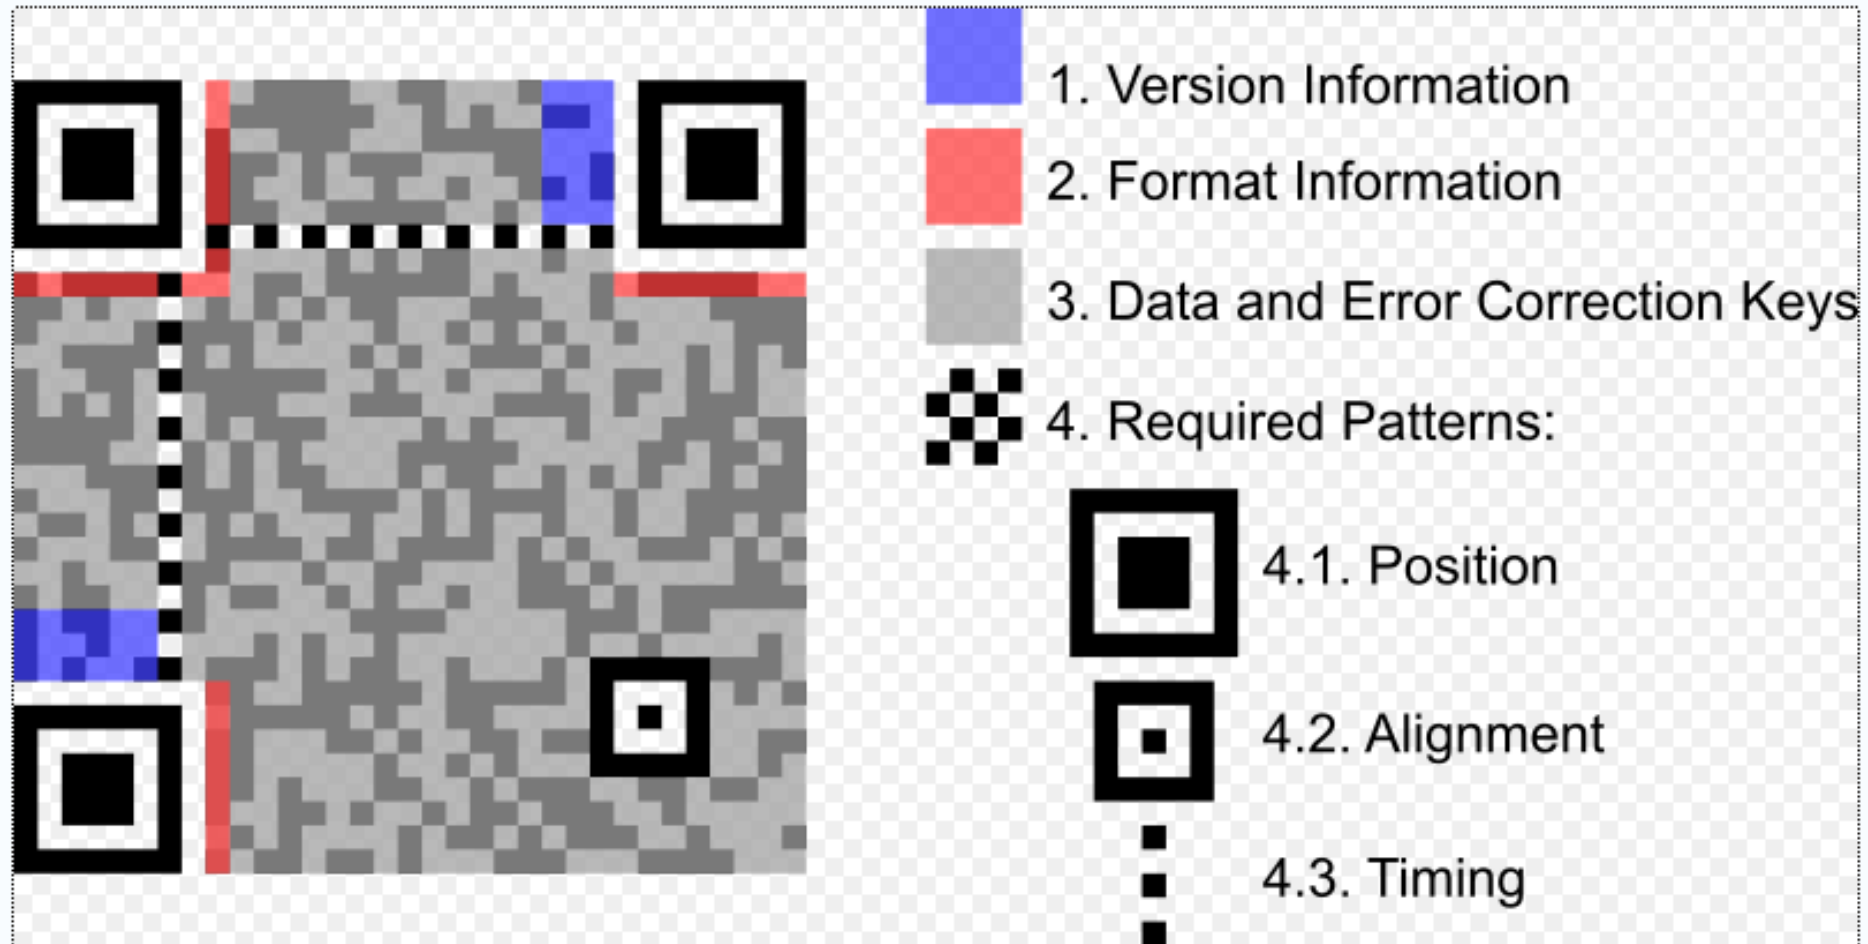 1. Version Information
2. Format Information
3. Data and Error Correction Keys
4. Required Patterns:
4.1. Position
4.2. Alignment
4.3. Timing